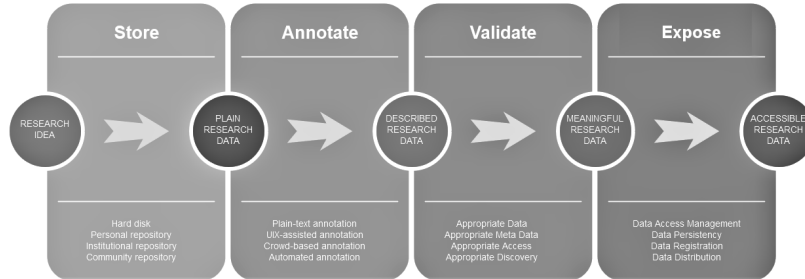 Store
Annotate
Validate
Expose
RESEARCH
IDEA
PLAIN
RESEARCH
DATA
DESCRIBED
RESEARCH
DATA
MEANINGFUL
RESEARCH
DATA
ACCESSIBLE
RESEARCH
DATA
Hard disk
Personal repository
Institutional repository
Community repository
Plain-text annotation
UIX-assisted annotation
Crowd-based annotation
Automated annotation
Appropriate Data
Appropriate Meta Data
Appropriate Access
Appropriate Discovery
Data Access Management
Data Persistency
Data Registration
Data Distribution